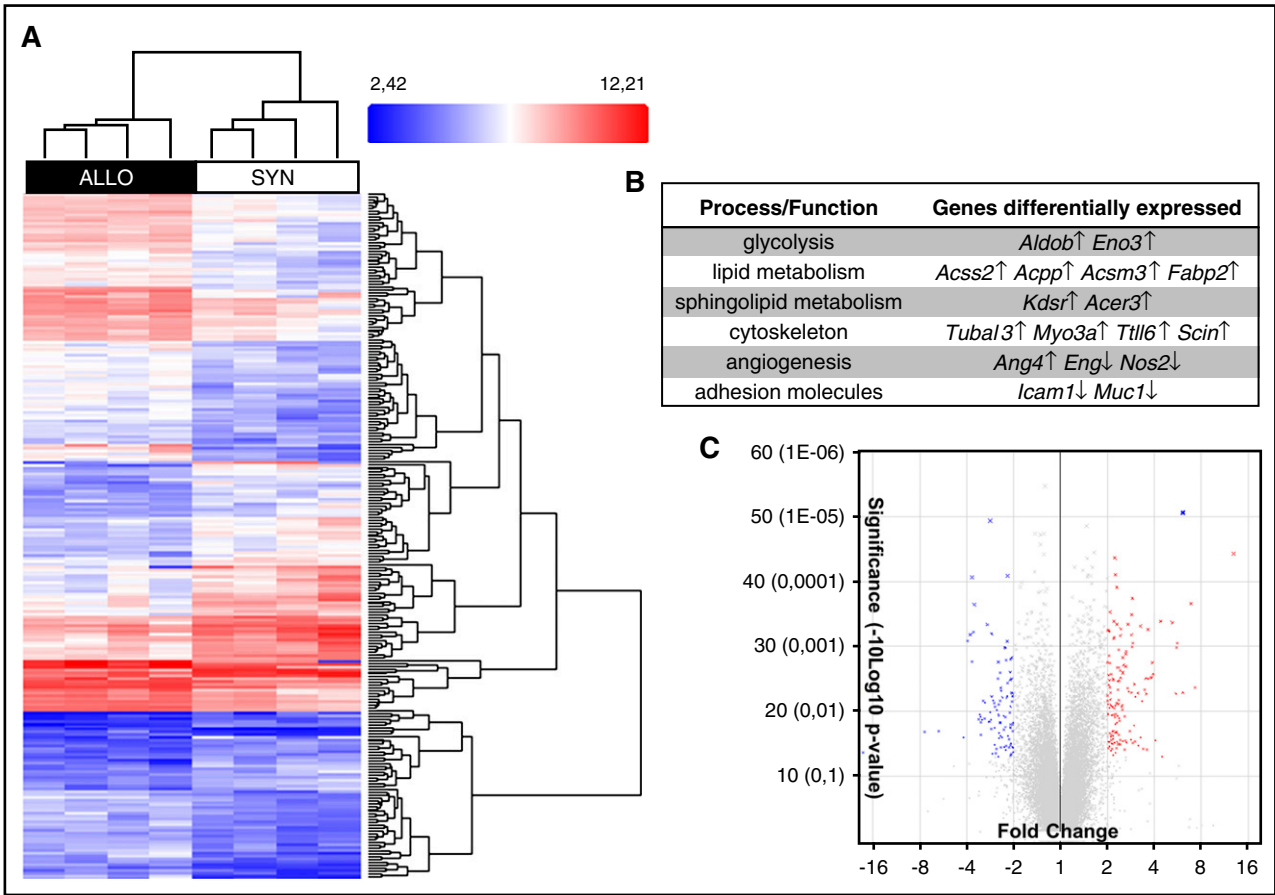 A
2,42 12,21
ALLO SYN
B
Process/Function Genes differentially expressed
glycolysis Aldob↑ Eno3↑
lipid metabolism Acss2↑ Acpp↑ Acsm3↑ Fabp2↑
sphingolipid metabolism Kdsr↑ Acer3↑
cytoskeleton Tubal3↑ Myo3a↑ Ttll6↑ Scin↑
angiogenesis Ang4↑ Eng↓ Nos2↓
adhesion molecules Icam1↓ Muc1↓
C
60 (1E-06)
50 (1E-05)
40 (0,0001)
30 (0,001)
20 (0,01)
10 (0,1)
Significance (-10Log10 p-value)
Fold Change
-16 -8 -4 -2 1 2 4 8 16